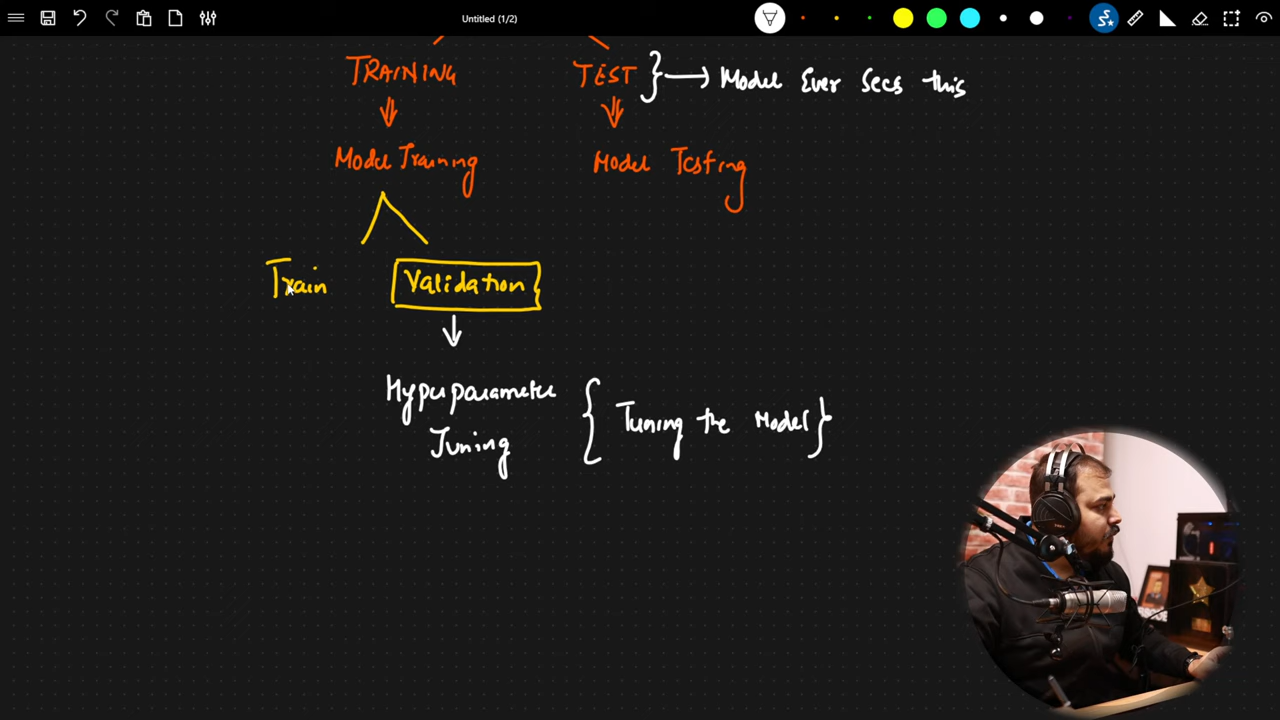 Untitled (1/2)
TRAINING
TEST } → Model Ever Sees this
Model Training
Model Testing
Train
Validation
Hyperparameter
Tuning
{ Tuning the Model }